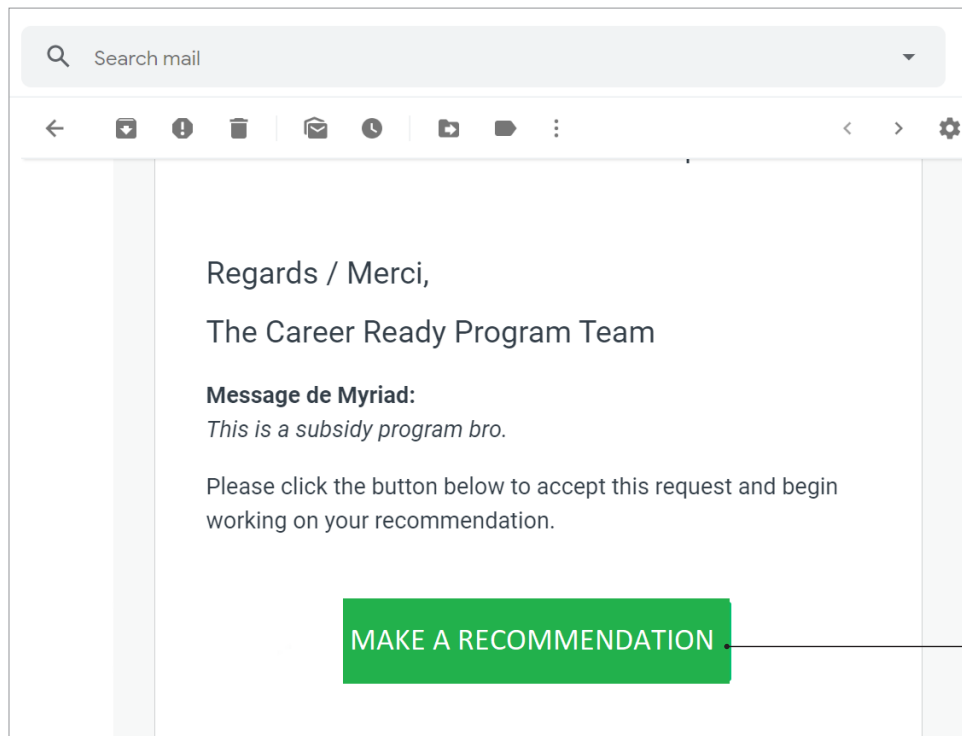 Search mail
Regards / Merci,
The Career Ready Program Team
Message de Myriad:
This is a subsidy program bro.
Please click the button below to accept this request and begin
working on your recommendation.
MAKE A RECOMMENDATION